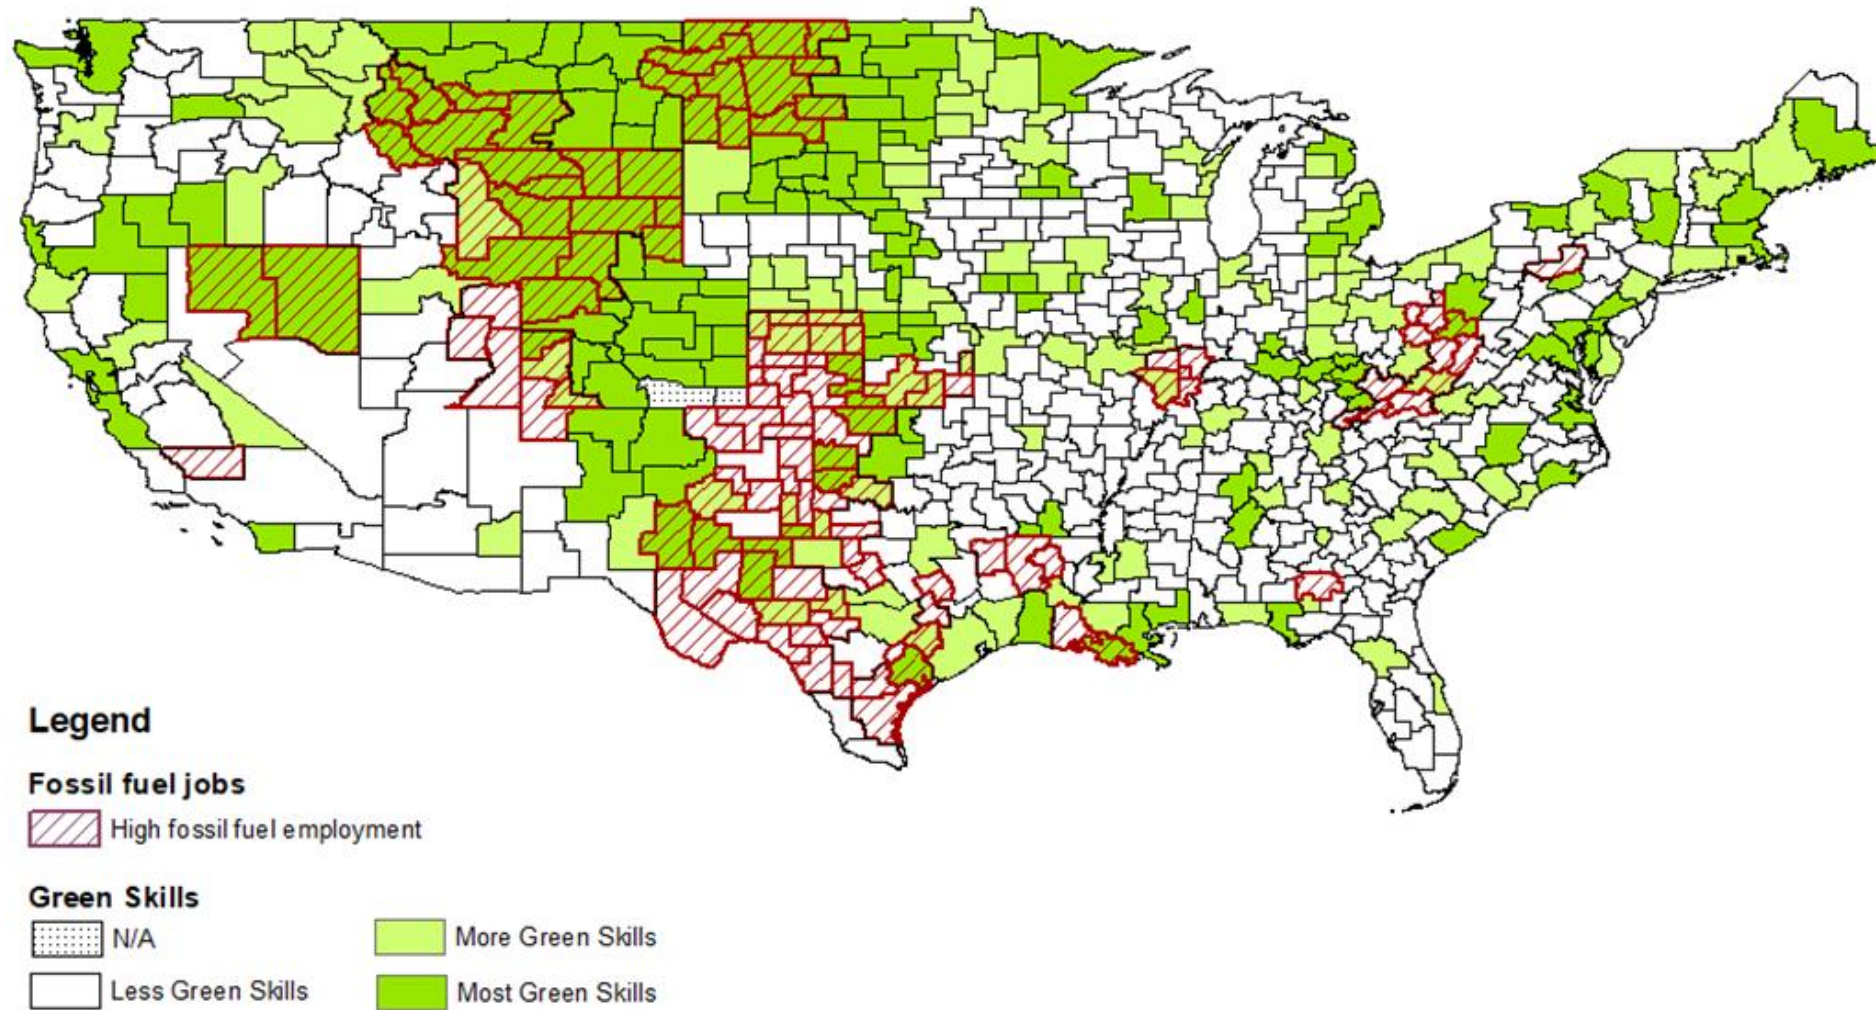 Legend
Fossil fuel jobs
High fossil fuel employment
Green Skills
N/A
More Green Skills
Less Green Skills
Most Green Skills